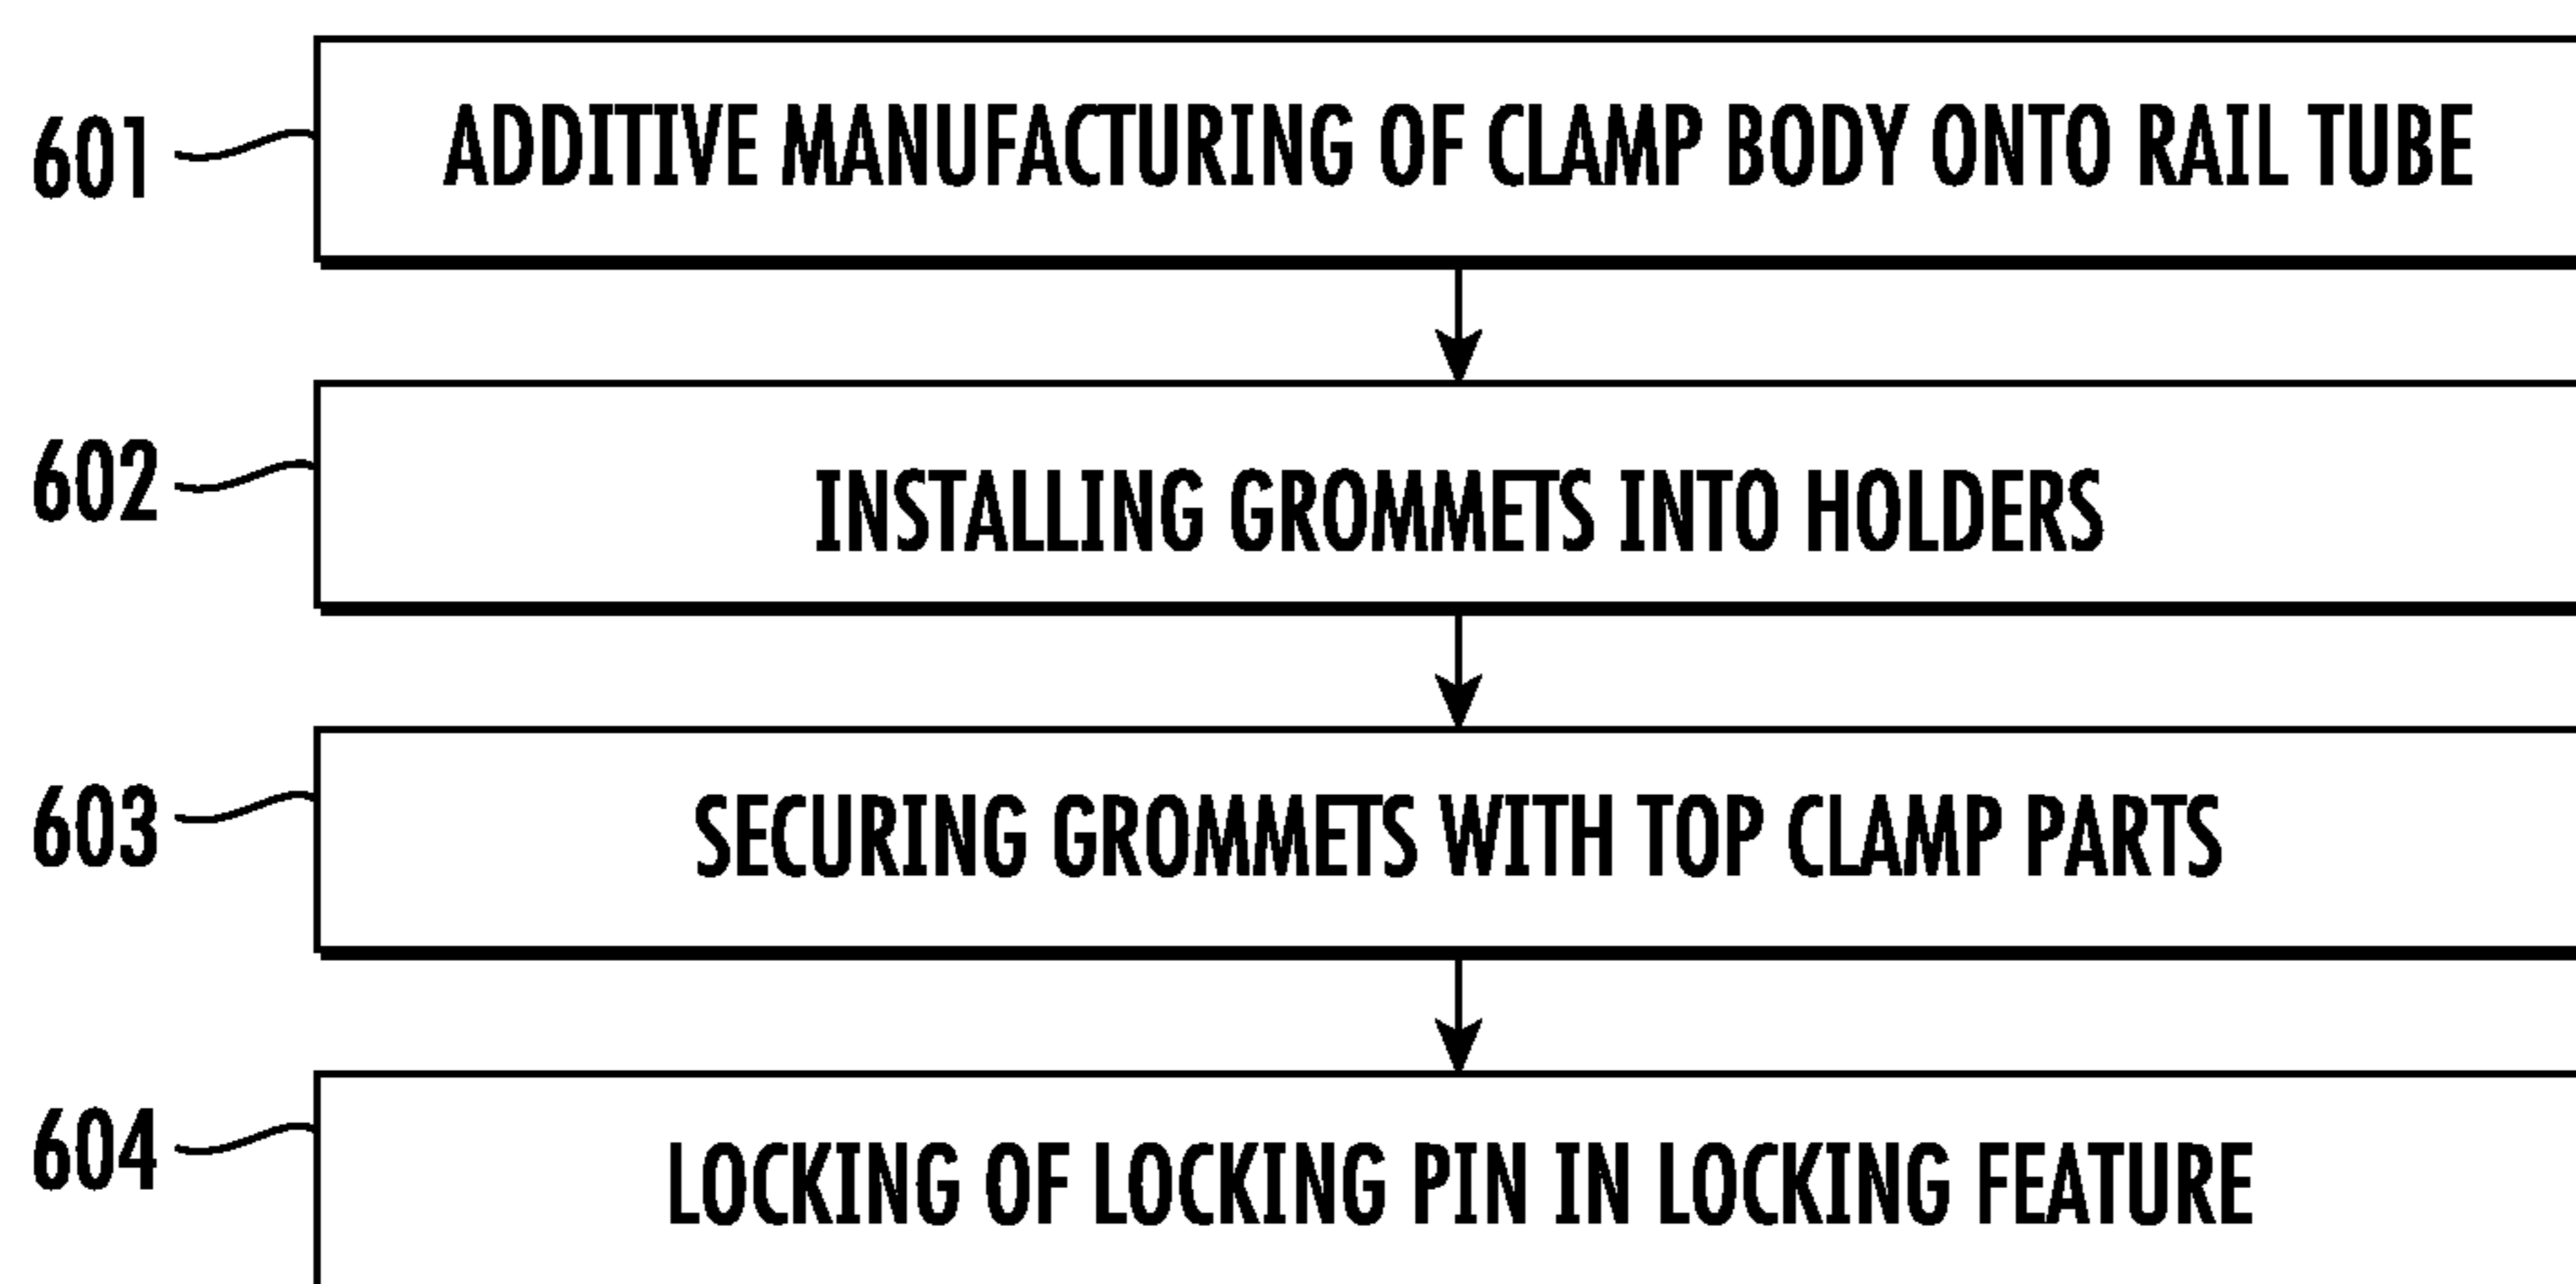 601 ADDITIVE MANUFACTURING OF CLAMP BODY ONTO RAIL TUBE
602 INSTALLING GROMMETS INTO HOLDERS
603 SECURING GROMMETS WITH TOP CLAMP PARTS
604 LOCKING OF LOCKING PIN IN LOCKING FEATURE